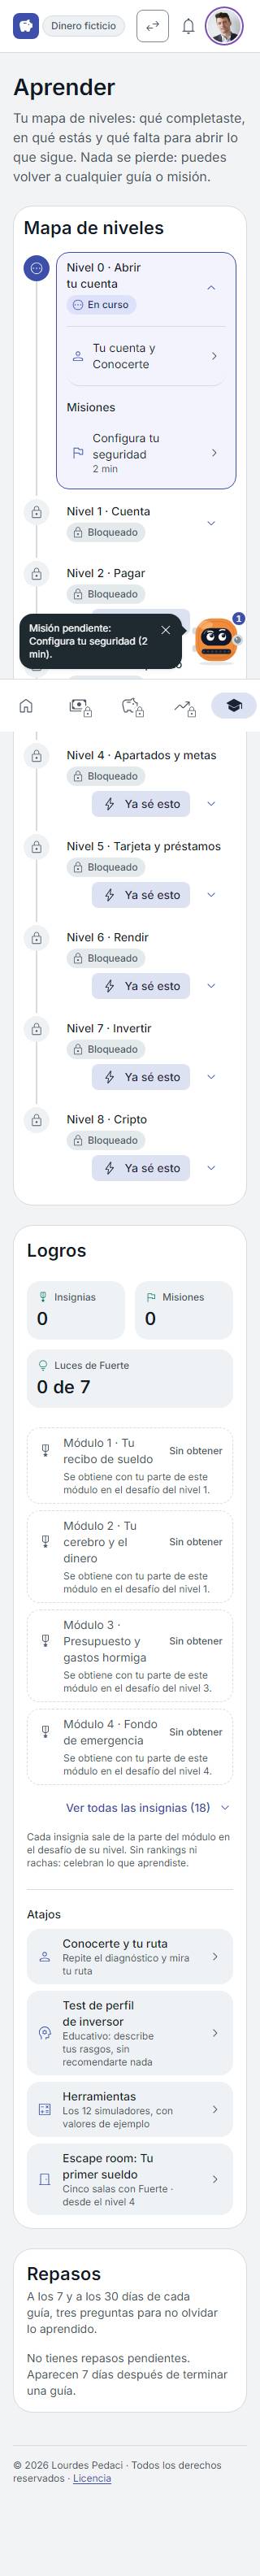 Dinero ficticio
Aprender
Tu mapa de niveles: qué completaste,
en qué estás y qué falta para abrir lo
que sigue. Nada se pierde: puedes
volver a cualquier guía o misión.
Mapa de niveles
Nivel 0 · Abrir
tu cuenta
En curso
Tu cuenta y
Conocerte
Misiones
Configura tu
seguridad
2 min
Nivel 1 · Cuenta
Bloqueado
Nivel 2 · Pagar
Bloqueado
Misión pendiente:
Configura tu seguridad (2
min).
1
Nivel 4 · Apartados y metas
Bloqueado
Ya sé esto
Nivel 5 · Tarjeta y préstamos
Bloqueado
Ya sé esto
Nivel 6 · Rendir
Bloqueado
Ya sé esto
Nivel 7 · Invertir
Bloqueado
Ya sé esto
Nivel 8 · Cripto
Bloqueado
Ya sé esto
Logros
Insignias
0
Misiones
0
Luces de Fuerte
0 de 7
Módulo 1 · Tu
recibo de sueldo
Sin obtener
Se obtiene con tu parte de este
módulo en el desafío del nivel 1.
Módulo 2 · Tu
cerebro y el
dinero
Sin obtener
Se obtiene con tu parte de este
módulo en el desafío del nivel 1.
Módulo 3 ·
Presupuesto y
gastos hormiga
Sin obtener
Se obtiene con tu parte de este
módulo en el desafío del nivel 3.
Módulo 4 · Fondo
de emergencia
Sin obtener
Se obtiene con tu parte de este
módulo en el desafío del nivel 4.
Ver todas las insignias (18)
Cada insignia sale de la parte del módulo en
el desafío de su nivel. Sin rankings ni
rachas: celebran lo que aprendiste.
Atajos
Conocerte y tu ruta
Repite el diagnóstico y mira
tu ruta
Test de perfil
de inversor
Educativo: describe
tus rasgos, sin
recomendarte nada
Herramientas
Los 12 simuladores, con
valores de ejemplo
Escape room: Tu
primer sueldo
Cinco salas con Fuerte ·
desde el nivel 4
Repasos
A los 7 y a los 30 días de cada
guía, tres preguntas para no olvidar
lo aprendido.
No tienes repasos pendientes.
Aparecen 7 días después de terminar
una guía.
© 2026 Lourdes Pedaci · Todos los derechos
reservados · Licencia